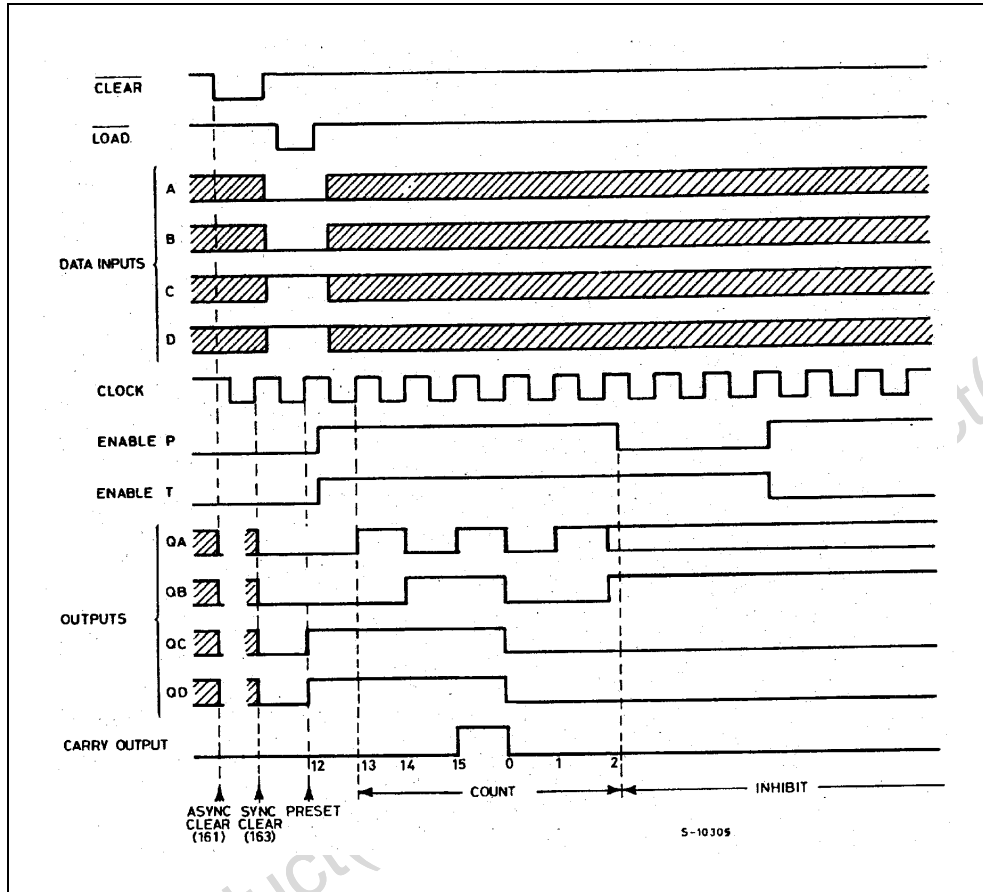 CLEAR
LOAD.
DATA INPUTS
A
B
C
D
CLOCK
ENABLE P
ENABLE T
OUTPUTS
QA
QB
QC
QD
CARRY OUTPUT
12 13 14 15 0 1 2
COUNT INHIBIT
ASYNC SYNC PRESET
CLEAR CLEAR
(161) (163)
S-10309